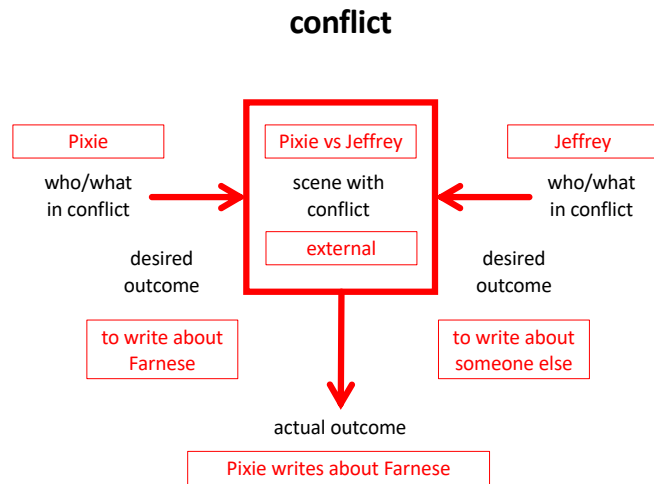 conflict
Pixie
Pixie vs Jeffrey
Jeffrey
who/what
in conflict
scene with
conflict
who/what
in conflict
external
desired
outcome
desired
outcome
to write about
Farnese
to write about
someone else
actual outcome
Pixie writes about Farnese